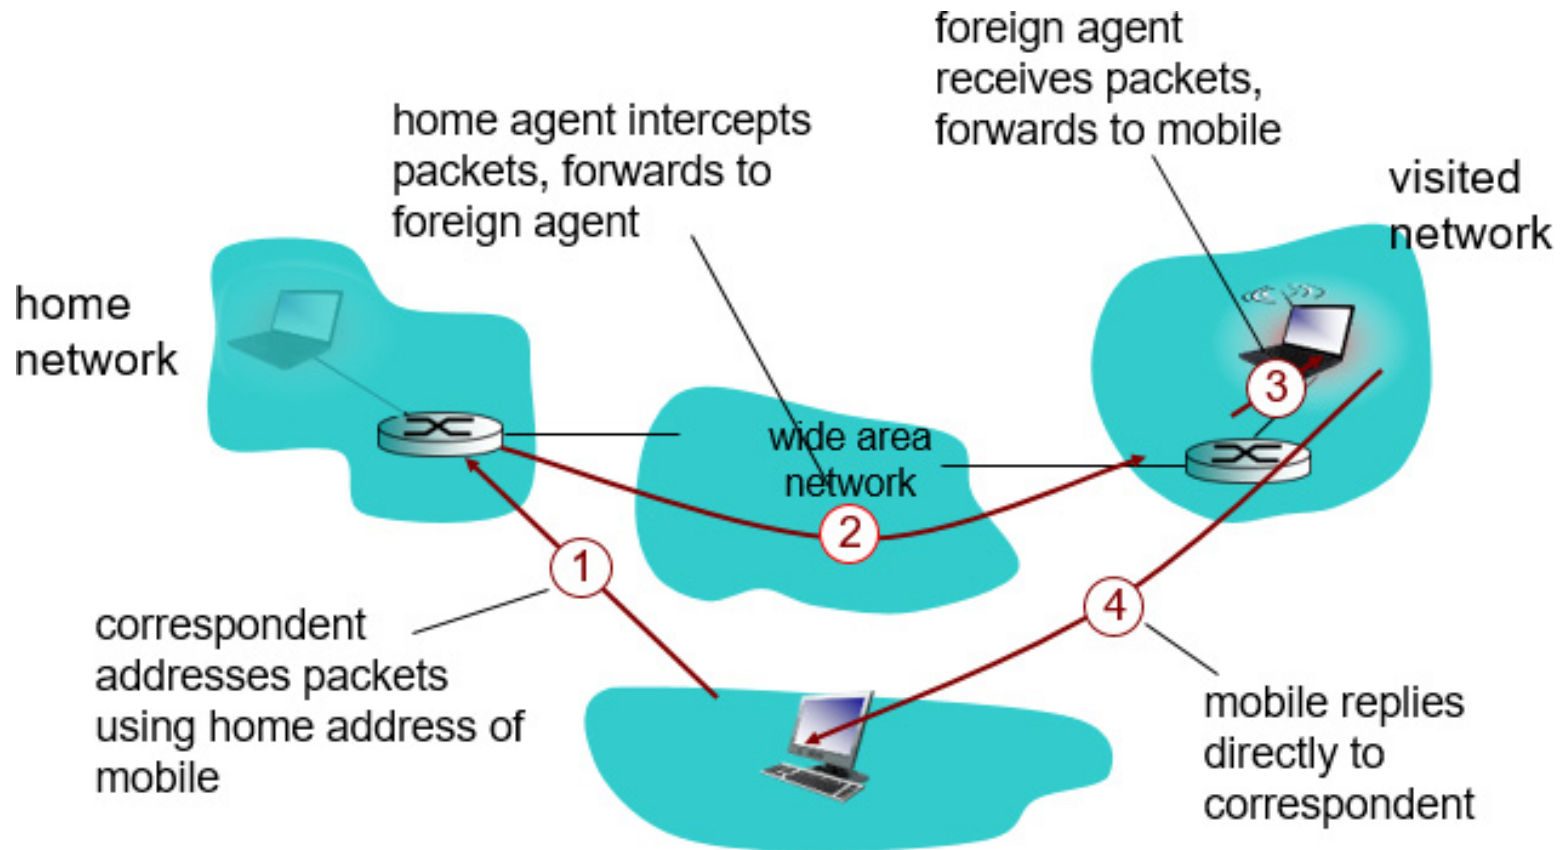 foreign agent
receives packets,
forwards to mobile
home agent intercepts
packets, forwards to
foreign agent
visited
network
home
network
3
wide area
network
2
1
4
correspondent
addresses packets
using home address of
mobile
mobile replies
directly to
correspondent